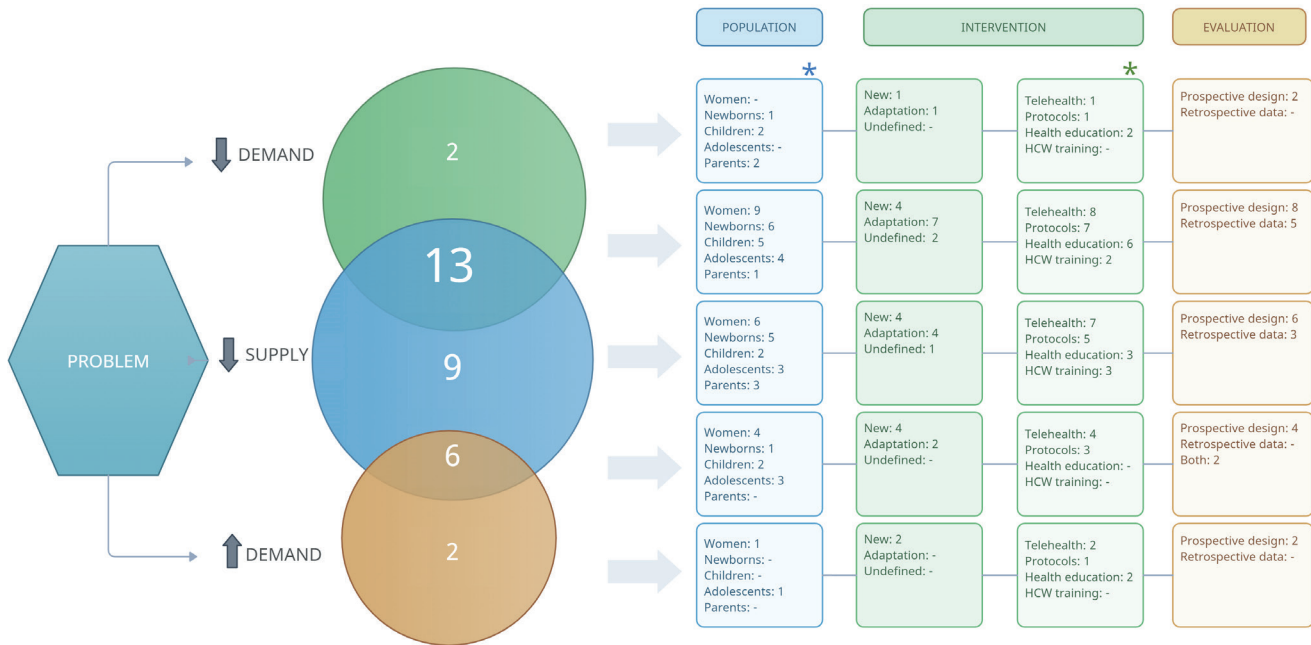 POPULATION
INTERVENTION
EVALUATION
*
*
PROBLEM
DEMAND
SUPPLY
DEMAND
2
13
9
6
2
Women: -
Newborns: 1
Children: 2
Adolescents: -
Parents: 2
New: 1
Adaptation: 1
Undefined: -
Telehealth: 1
Protocols: 1
Health education: 2
HCW training: -
Prospective design: 2
Retrospective data: -
Women: 9
Newborns: 6
Children: 5
Adolescents: 4
Parents: 1
New: 4
Adaptation: 7
Undefined: 2
Telehealth: 8
Protocols: 7
Health education: 6
HCW training: 2
Prospective design: 8
Retrospective data: 5
Women: 6
Newborns: 5
Children: 2
Adolescents: 3
Parents: 3
New: 4
Adaptation: 4
Undefined: 1
Telehealth: 7
Protocols: 5
Health education: 3
HCW training: 3
Prospective design: 6
Retrospective data: 3
Women: 4
Newborns: 1
Children: 2
Adolescents: 3
Parents: -
New: 4
Adaptation: 2
Undefined: -
Telehealth: 4
Protocols: 3
Health education: -
HCW training: -
Prospective design: 4
Retrospective data: -
Both: 2
Women: 1
Newborns: -
Children: -
Adolescents: 1
Parents: -
New: 2
Adaptation: -
Undefined: -
Telehealth: 2
Protocols: 1
Health education: 2
HCW training: -
Prospective design: 2
Retrospective data: -